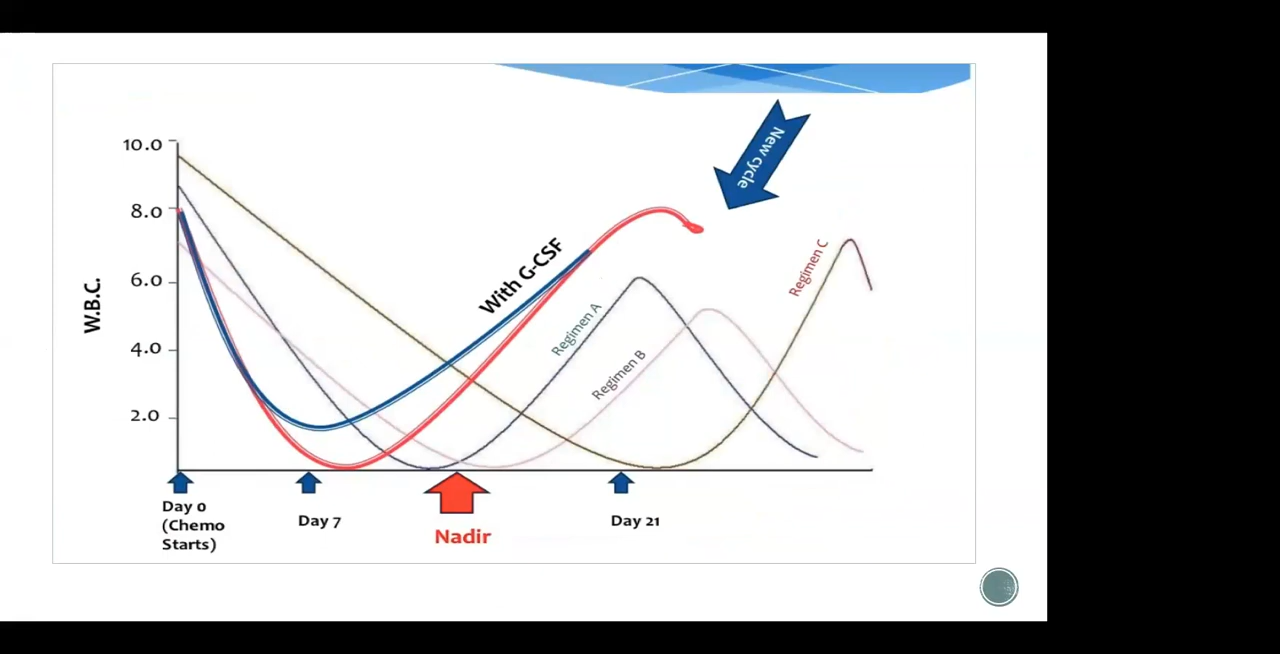 New cycle
10.0
8.0
6.0
4.0
2.0
W.B.C.
With G-CSF
Regimen A
Regimen B
Regimen C
Day 0
(Chemo
Starts)
Day 7
Nadir
Day 21